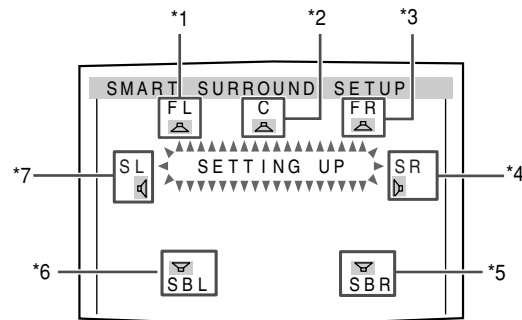 *1 *2 *3
SMART SURROUND SETUP
FL C FR
*7 SL SETTING UP SR *4
*6 SBL SBR *5